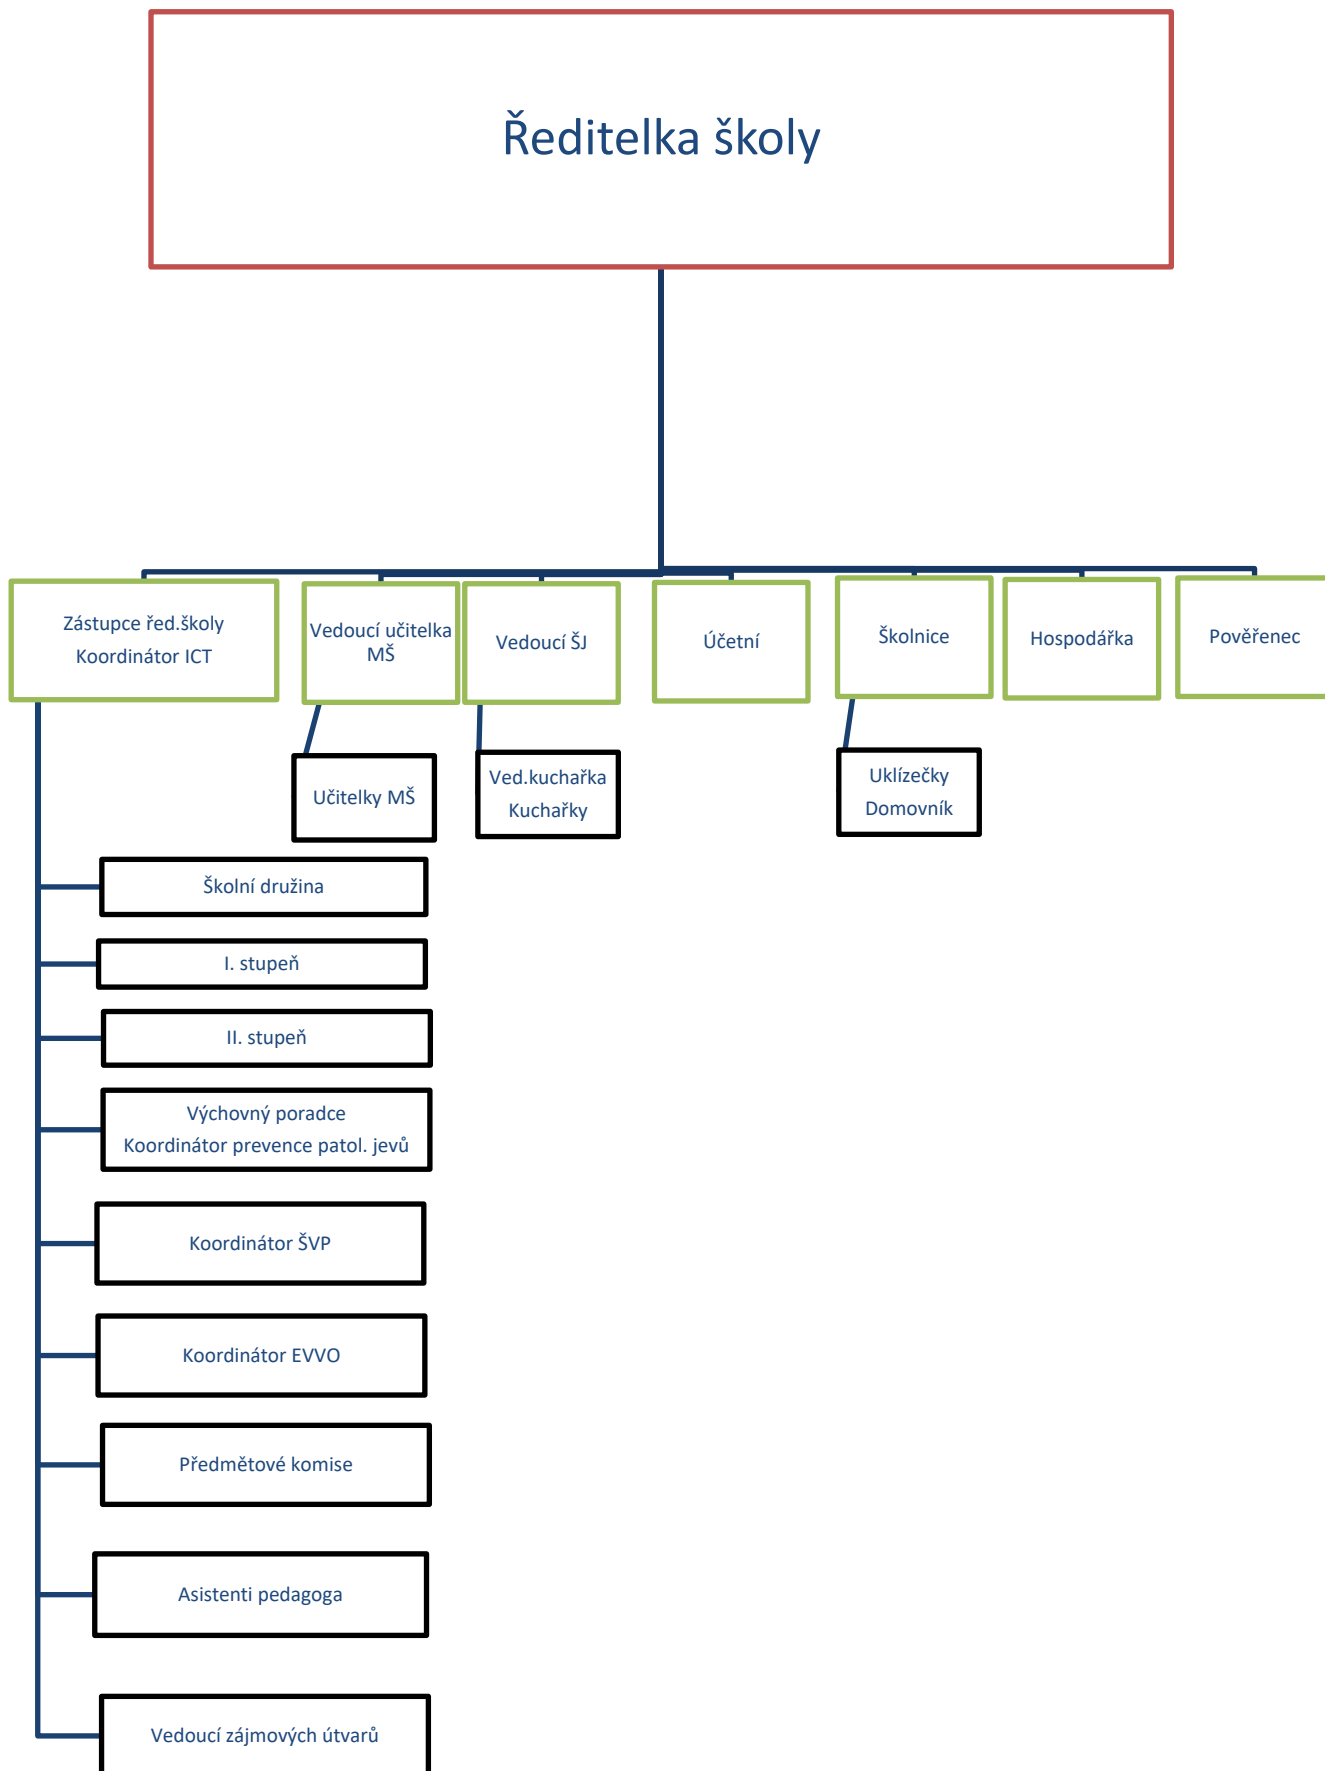 Ředitelka školy
Zástupce řed.školy
Koordinátor ICT
Vedoucí učitelka
MŠ
Vedoucí ŠJ
Účetní
Školnice
Hospodářka
Pověřenec
Učitelky MŠ
Ved.kuchařka
Kuchařky
Uklízečky
Domovník
Školní družina
I. stupeň
II. stupeň
Výchovný poradce
Koordinátor prevence patol. jevů
Koordinátor ŠVP
Koordinátor EVVO
Předmětové komise
Asistenti pedagoga
Vedoucí zájmových útvarů